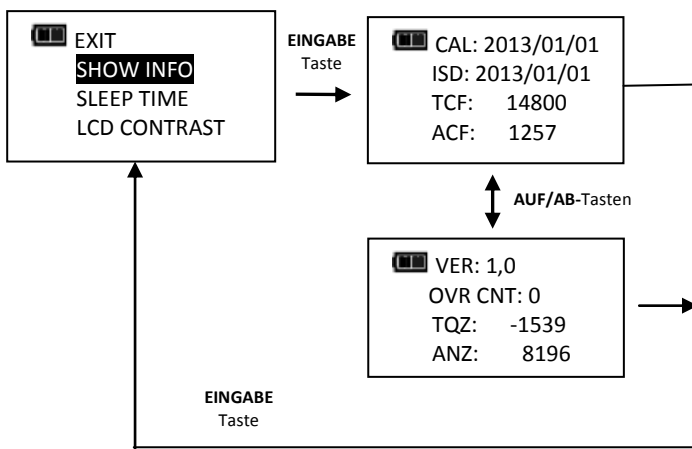 EXIT
SHOW INFO
SLEEP TIME
LCD CONTRAST
EINGABE
Taste
CAL: 2013/01/01
ISD: 2013/01/01
TCF: 14800
ACF: 1257
AUF/AB-Tasten
VER: 1,0
OVR CNT: 0
TQZ: -1539
ANZ: 8196
EINGABE
Taste